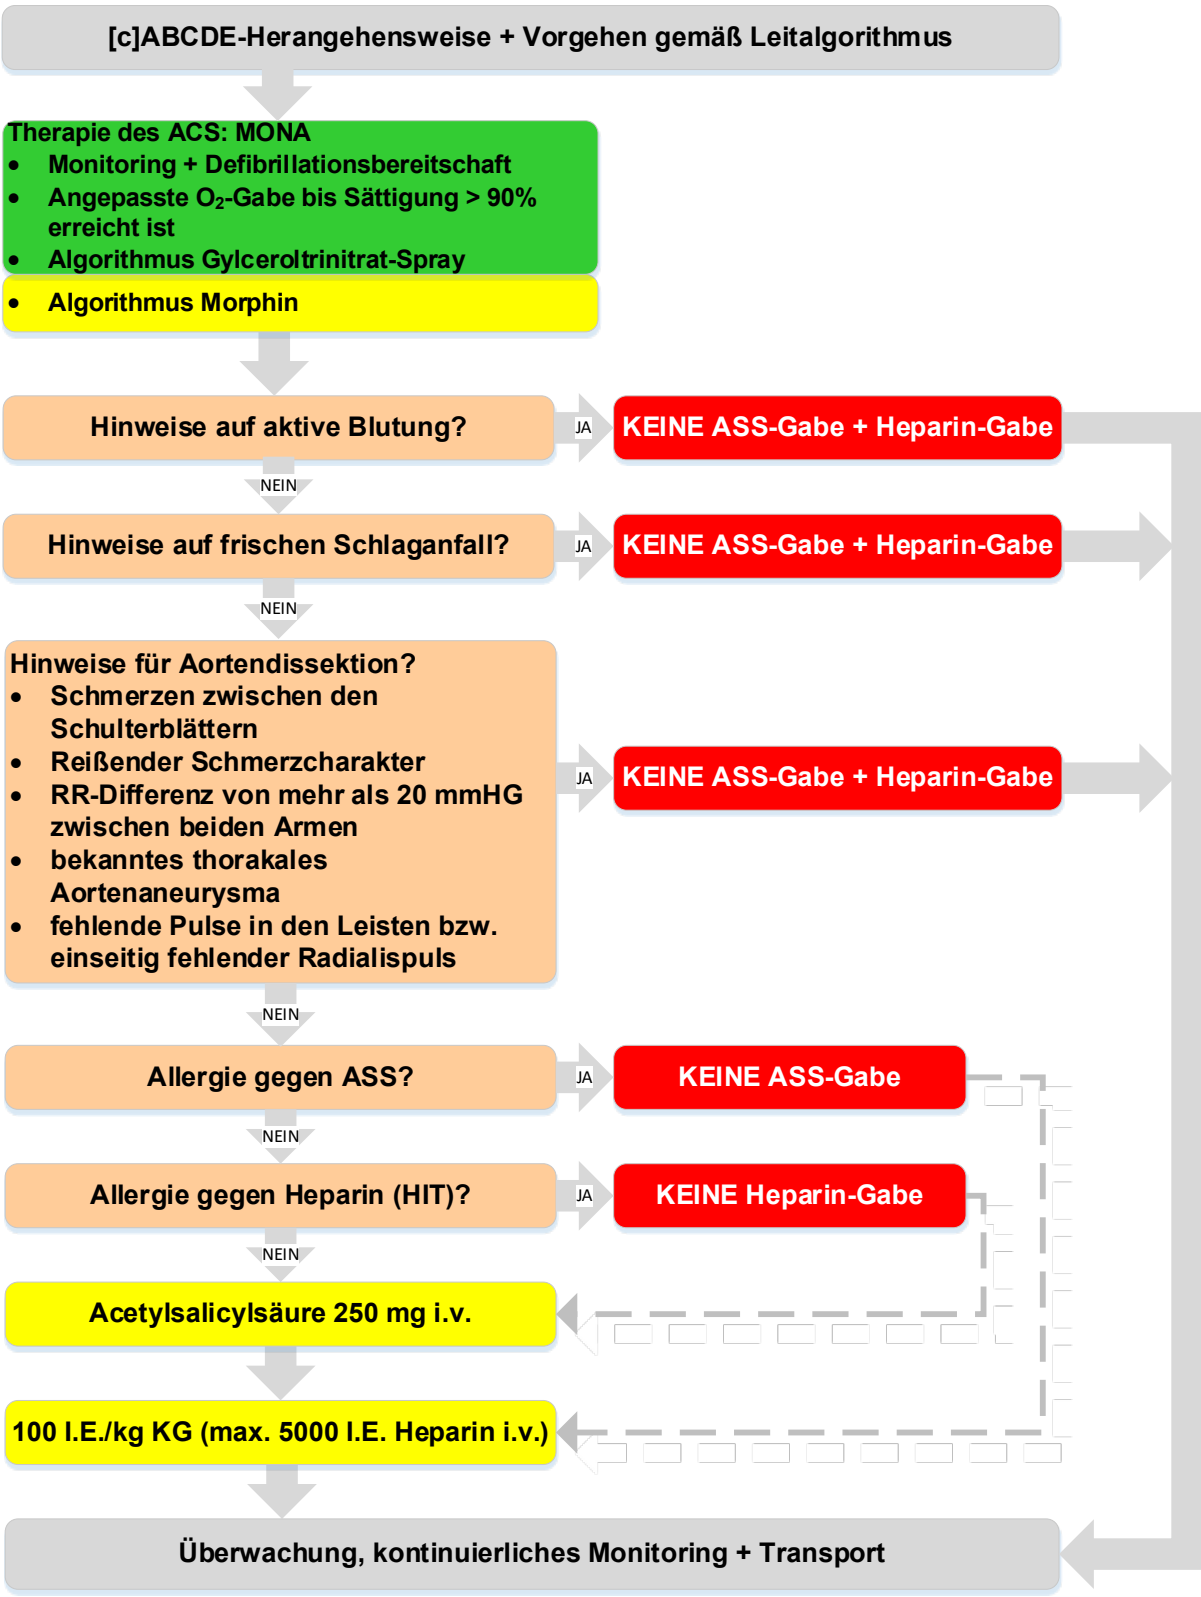 [c]ABCDE-Herangehensweise + Vorgehen gemäß Leitalgorithmus
Therapie des ACS: MONA
• Monitoring + Defibrillationsbereitschaft
• Angepasste O₂-Gabe bis Sättigung > 90%
erreicht ist
• Algorithmus Gylceroltrinitrat-Spray
• Algorithmus Morphin
Hinweise auf aktive Blutung?
JA
KEINE ASS-Gabe + Heparin-Gabe
NEIN
Hinweise auf frischen Schlaganfall?
JA
KEINE ASS-Gabe + Heparin-Gabe
NEIN
Hinweise für Aortendissektion?
• Schmerzen zwischen den
Schulterblättern
• Reißender Schmerzcharakter
• RR-Differenz von mehr als 20 mmHG
zwischen beiden Armen
• bekanntes thorakales
Aortenaneurysma
• fehlende Pulse in den Leisten bzw.
einseitig fehlender Radialispuls
JA
KEINE ASS-Gabe + Heparin-Gabe
NEIN
Allergie gegen ASS?
JA
KEINE ASS-Gabe
NEIN
Allergie gegen Heparin (HIT)?
JA
KEINE Heparin-Gabe
NEIN
Acetylsalicylsäure 250 mg i.v.
100 I.E./kg KG (max. 5000 I.E. Heparin i.v.)
Überwachung, kontinuierliches Monitoring + Transport